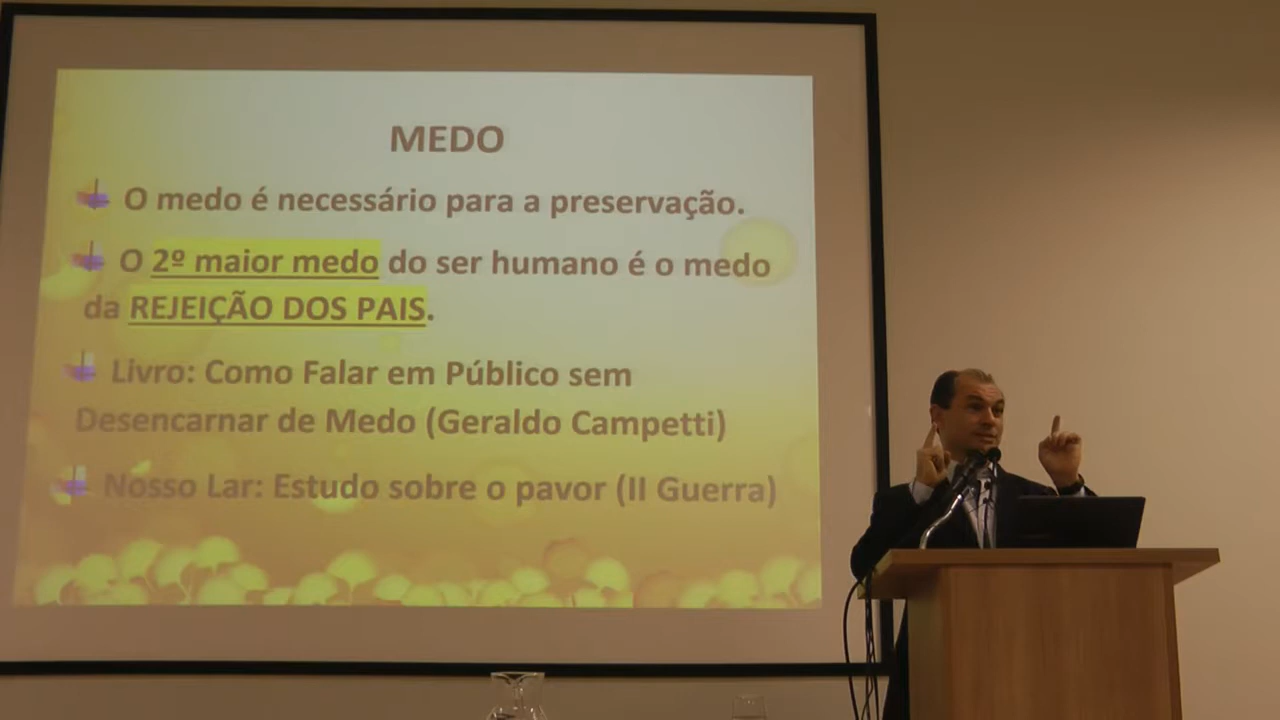 MEDO
O medo é necessário para a preservação.
O 2º maior medo do ser humano é o medo
da REJEIÇÃO DOS PAIS.
Livro: Como Falar em Público sem
Desencarnar de Medo (Geraldo Campetti)
Nosso Lar: Estudo sobre o pavor (II Guerra)